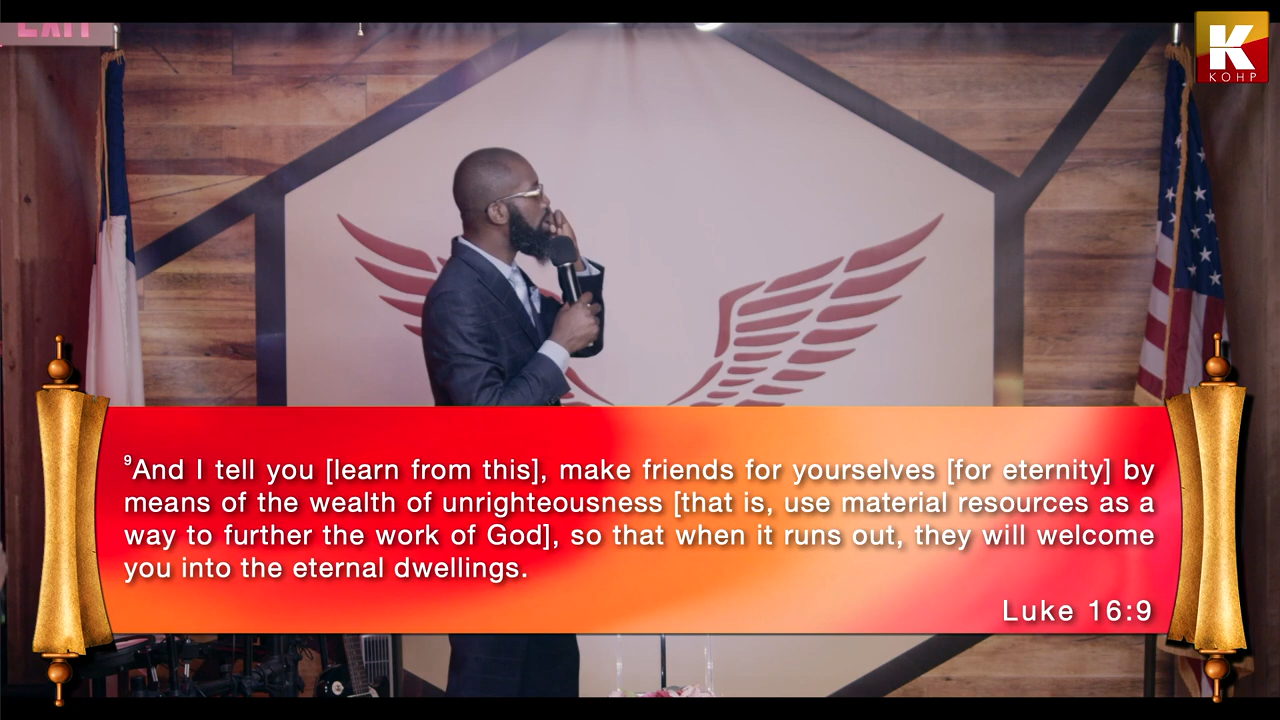 EXIT
K
KOHP
⁹And I tell you [learn from this], make friends for yourselves [for eternity] by
means of the wealth of unrighteousness [that is, use material resources as a
way to further the work of God], so that when it runs out, they will welcome
you into the eternal dwellings.
Luke 16:9